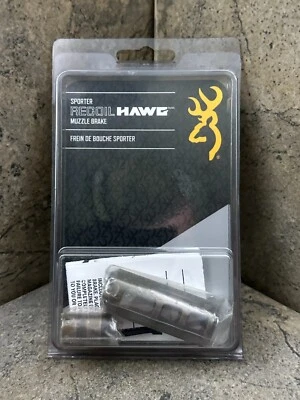 SPORTER
RECOIL HAWG
MUZZLE BRAKE
FREIN DE BOUCHE SPORTER